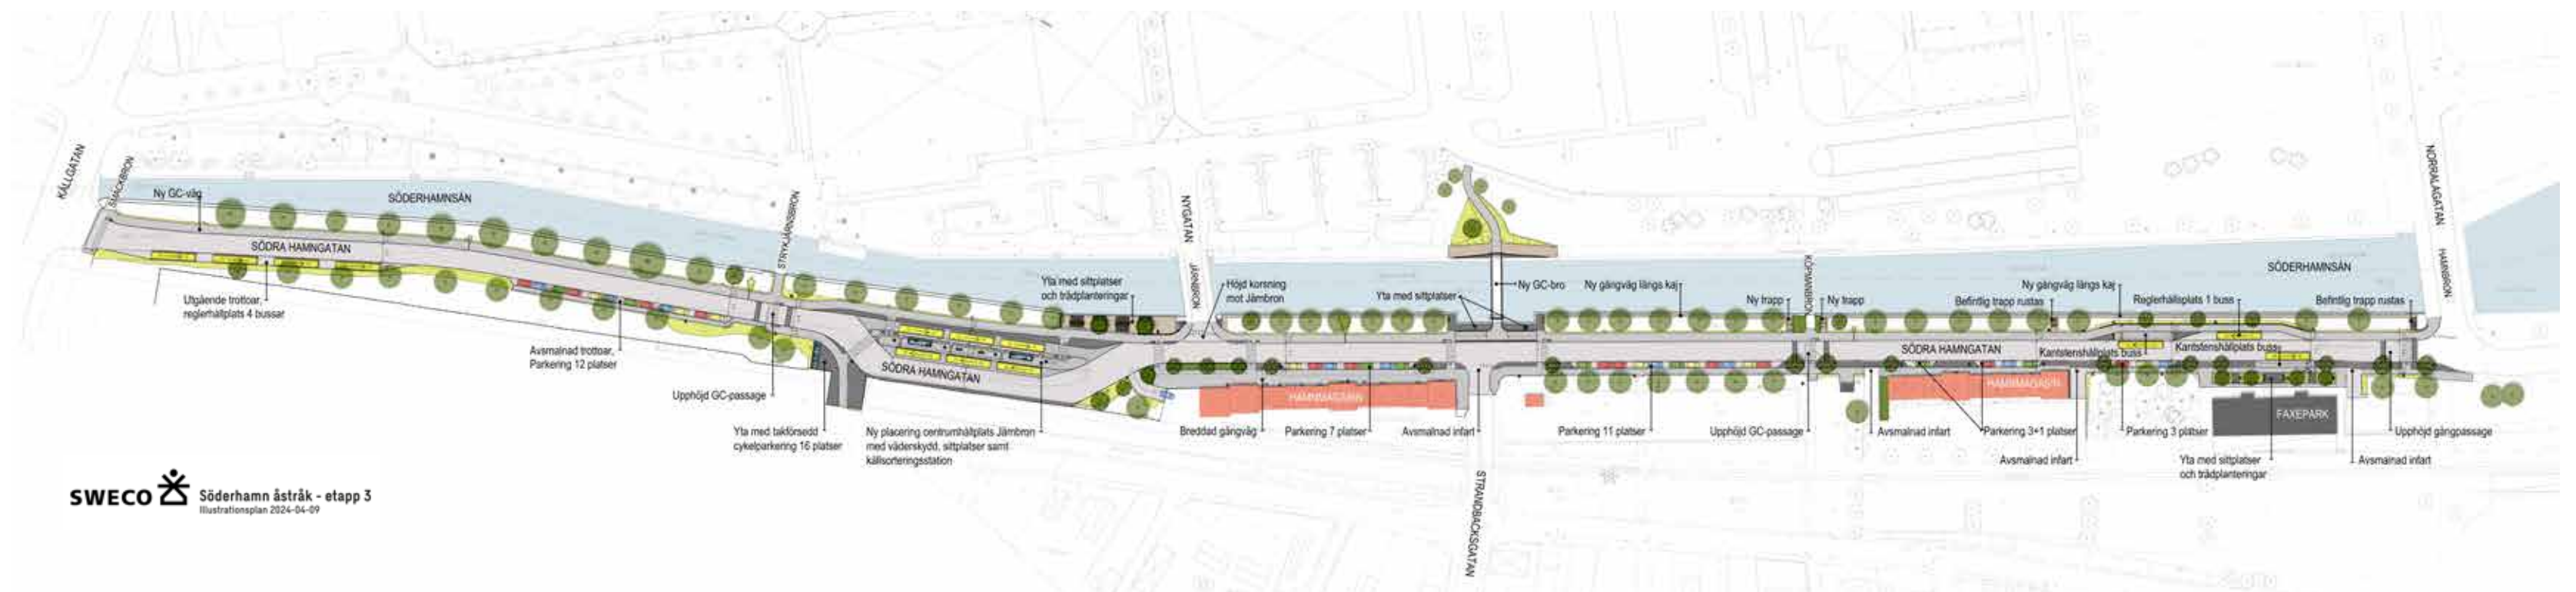 KÄLLGATAN
SMACKBRON
Ny GC-väg
SÖDERHAMNSÅN
SÖDRA HAMNGATAN
Utgående trottoar,
reglerhållplats 4 bussar
Avsmalnad trottoar,
Parkering 12 platser
STRYKJÄRNSBRON
Upphöjd GC-passage
Yta med takförsedd
cykelparkering 16 platser
SÖDRA HAMNGATAN
Ny placering centrumhållplats Järnbron
med väderskydd, sittplatser samt
källsorteringsstation
Yta med sittplatser
och trädplanteringar
NYGATAN
JÄRNBRON
Höjd korsning
mot Järnbron
HAMNMAGASIN
Breddad gångväg
Parkering 7 platser
Avsmalnad infart
Yta med sittplatser
Ny GC-bro
STRANDBACKSGATAN
Ny gångväg längs kaj
Parkering 11 platser
Ny trapp
KÖPMANBRON
Ny trapp
Upphöjd GC-passage
Avsmalnad infart
SÖDRA HAMNGATAN
HAMNMAGASIN
Parkering 3+1 platser
Befintlig trapp rustas
Ny gångväg längs kaj
Kantstenshållplats buss
Avsmalnad infart
Parkering 3 platser
Reglerhållsplats 1 buss
Kantstenshållplats buss
SÖDERHAMNSÅN
Befintlig trapp rustas
FAXEPARK
Yta med sittplatser
och trädplanteringar
Avsmalnad infart
Upphöjd gångpassage
NORRALAGATAN
HAMNBRON
SWECO
Söderhamn åstråk - etapp 3
Illustrationsplan 2024-04-09